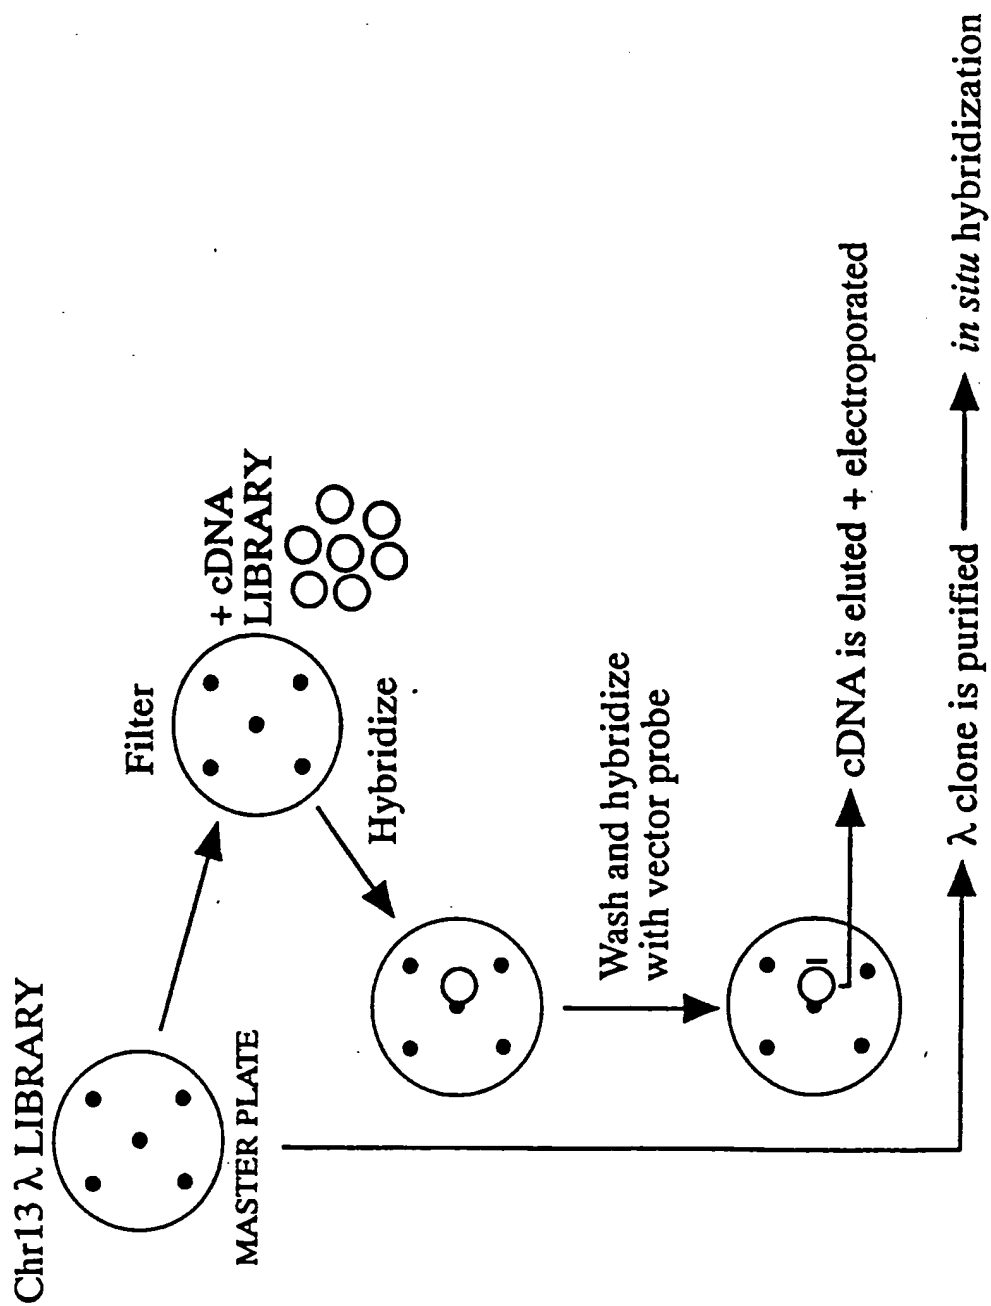 Chr13 λ LIBRARY
MASTER PLATE
Filter
+ cDNA
LIBRARY
Hybridize
Wash and hybridize
with vector probe
cDNA is eluted + electroporated
λ clone is purified
in situ hybridization